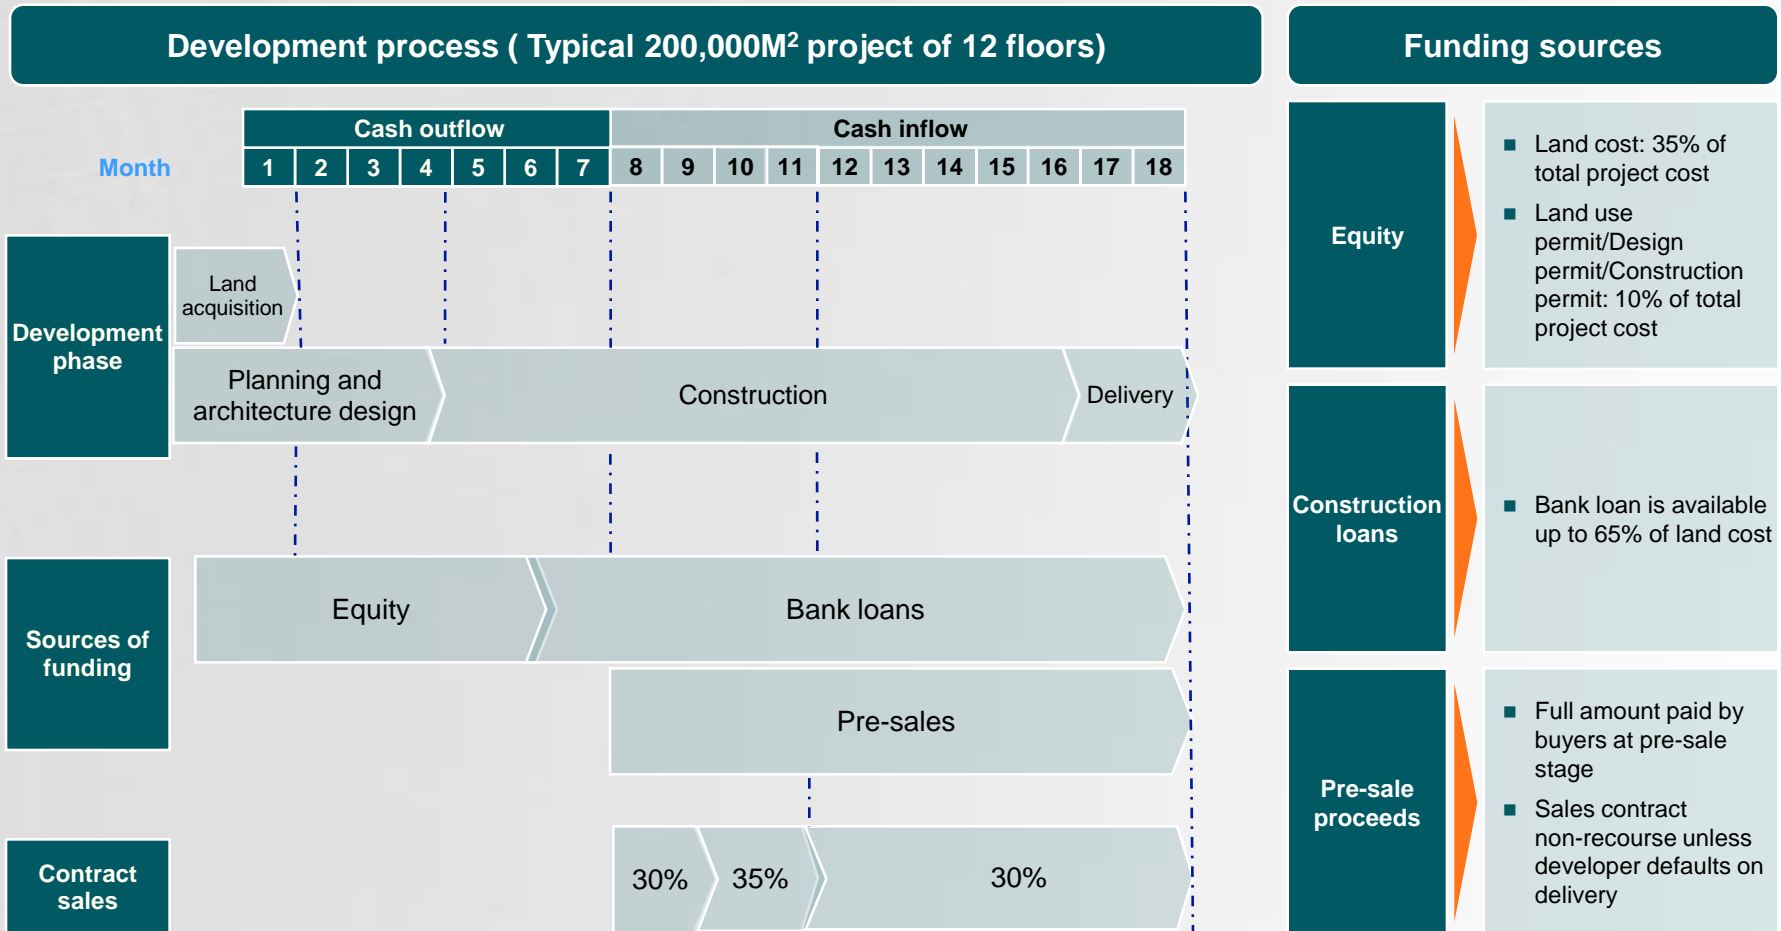 Development process ( Typical 200,000M² project of 12 floors)
Funding sources
Cash outflow
Cash inflow
Month
1 2 3 4 5 6 7 8 9 10 11 12 13 14 15 16 17 18
Development
phase
Land
acquisition
Planning and
architecture design
Construction
Delivery
Sources of
funding
Equity
Bank loans
Pre-sales
Contract
sales
30%
35%
30%
Equity
■ Land cost: 35% of
total project cost
■ Land use
permit/Design
permit/Construction
permit: 10% of total
project cost
Construction
loans
■ Bank loan is available
up to 65% of land cost
Pre-sale
proceeds
■ Full amount paid by
buyers at pre-sale
stage
■ Sales contract
non-recourse unless
developer defaults on
delivery